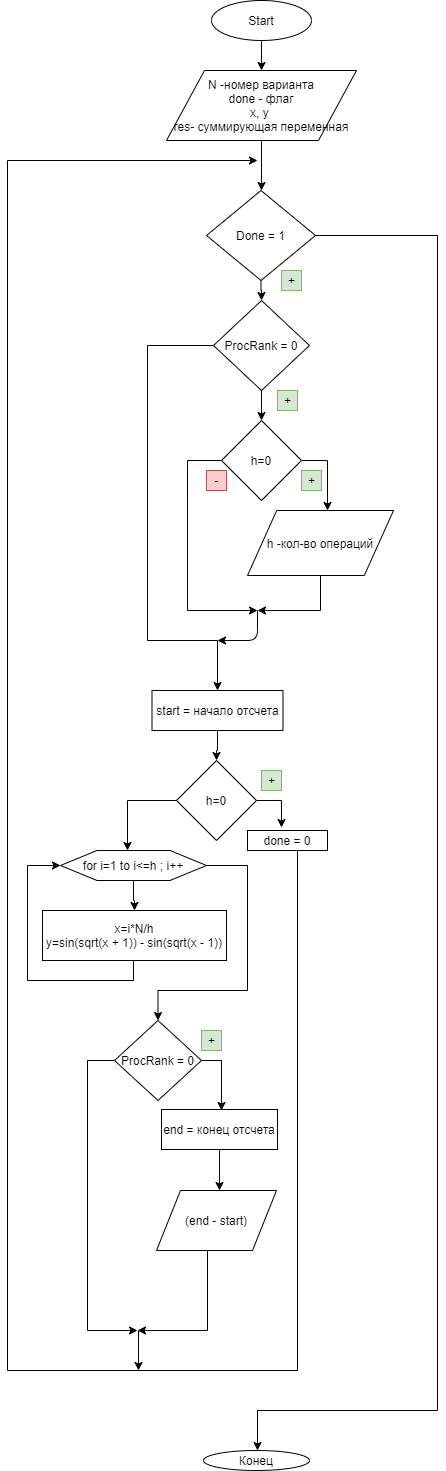 Start
N -номер варианта
done - флаг
x, y
res- суммирующая переменная
Done = 1
+
ProcRank = 0
+
h=0
-
+
h -кол-во операций
start = начало отсчета
+
h=0
done = 0
for i=1 to i<=h ; i++
x=i*N/h
y=sin(sqrt(x + 1)) - sin(sqrt(x - 1))
+
ProcRank = 0
end = конец отсчета
(end - start)
Конец